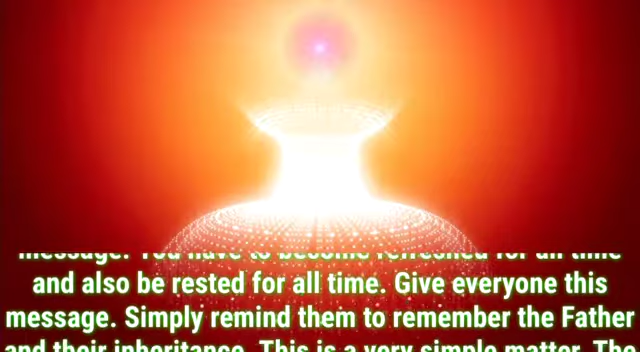 message. You have to become refreshed for all time
and also be rested for all time. Give everyone this
message. Simply remind them to remember the Father
and their inheritance. This is a very simple matter. The